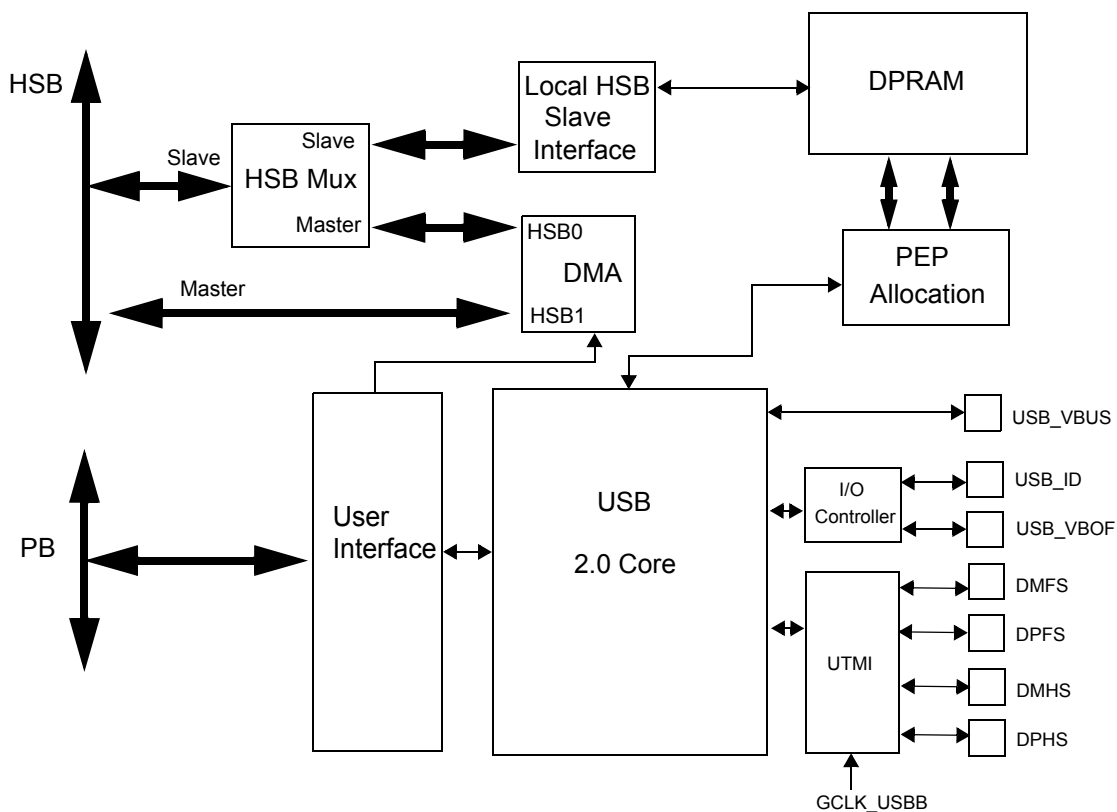 HSB
Slave
Slave
HSB Mux
Master
Local HSB
Slave
Interface
DPRAM
HSB0
DMA
HSB1
Master
PEP
Allocation
PB
User
Interface
USB
2.0 Core
I/O
Controller
UTMI
USB_VBUS
USB_ID
USB_VBOF
DMFS
DPFS
DMHS
DPHS
GCLK_USBB